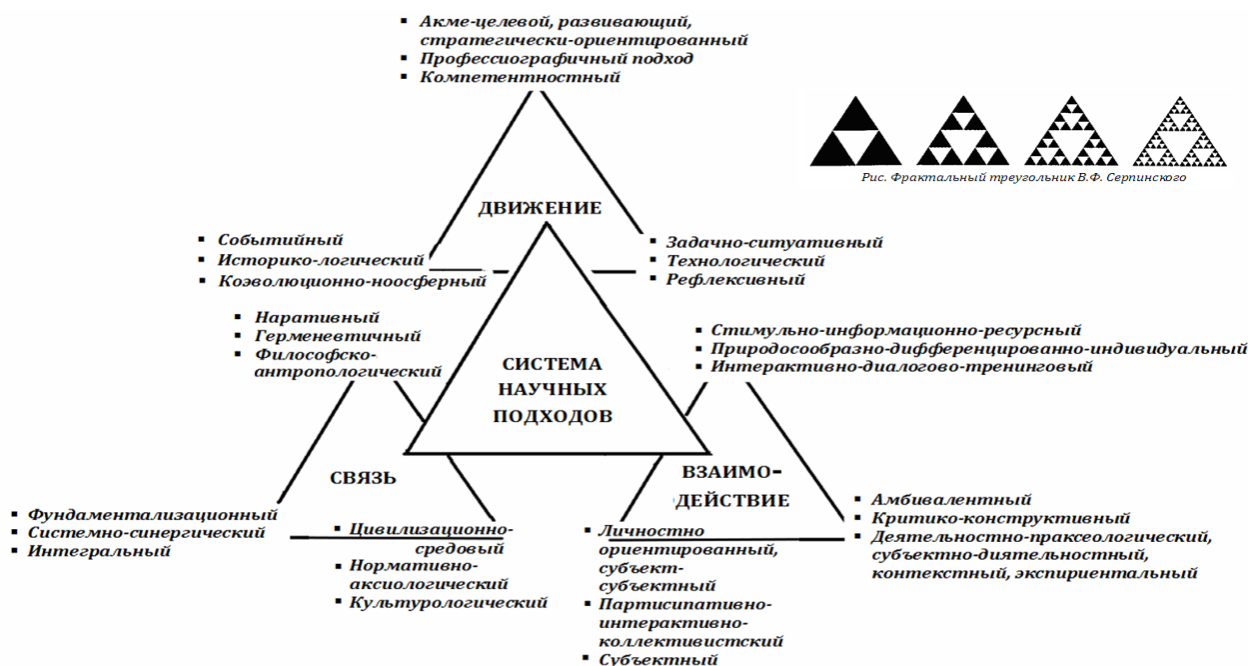 ▪ Акме-целевой, развивающий,
стратегически-ориентированный
▪ Профессиографичный подход
▪ Компетентностный
Рис. Фрактальный треугольник В.Ф. Серпинского
ДВИЖЕНИЕ
▪ Событийный
▪ Историко-логический
▪ Коэволюционно-ноосферный
▪ Задачно-ситуативный
▪ Технологический
▪ Рефлексивный
▪ Наративный
▪ Герменевтичный
▪ Философско-
антропологический
▪ Стимульно-информационно-ресурсный
▪ Природосообразно-дифференцированно-индивидуальный
▪ Интерактивно-диалогово-тренинговый
СИСТЕМА
НАУЧНЫХ
ПОДХОДОВ
СВЯЗЬ
ВЗАИМО-
ДЕЙСТВИЕ
▪ Фундаментализационный
▪ Системно-синергический
▪ Интегральный
▪ Цивилизационно-
средовый
▪ Нормативно-
аксиологический
▪ Культурологический
▪ Личностно
ориентированный,
субъект-
субъектный
▪ Партисипативно-
интерактивно-
коллективистский
▪ Субъектный
▪ Амбивалентный
▪ Критико-конструктивный
▪ Деятельностно-праксеологический,
субъектно-диятельностный,
контекстный, экспириентальный